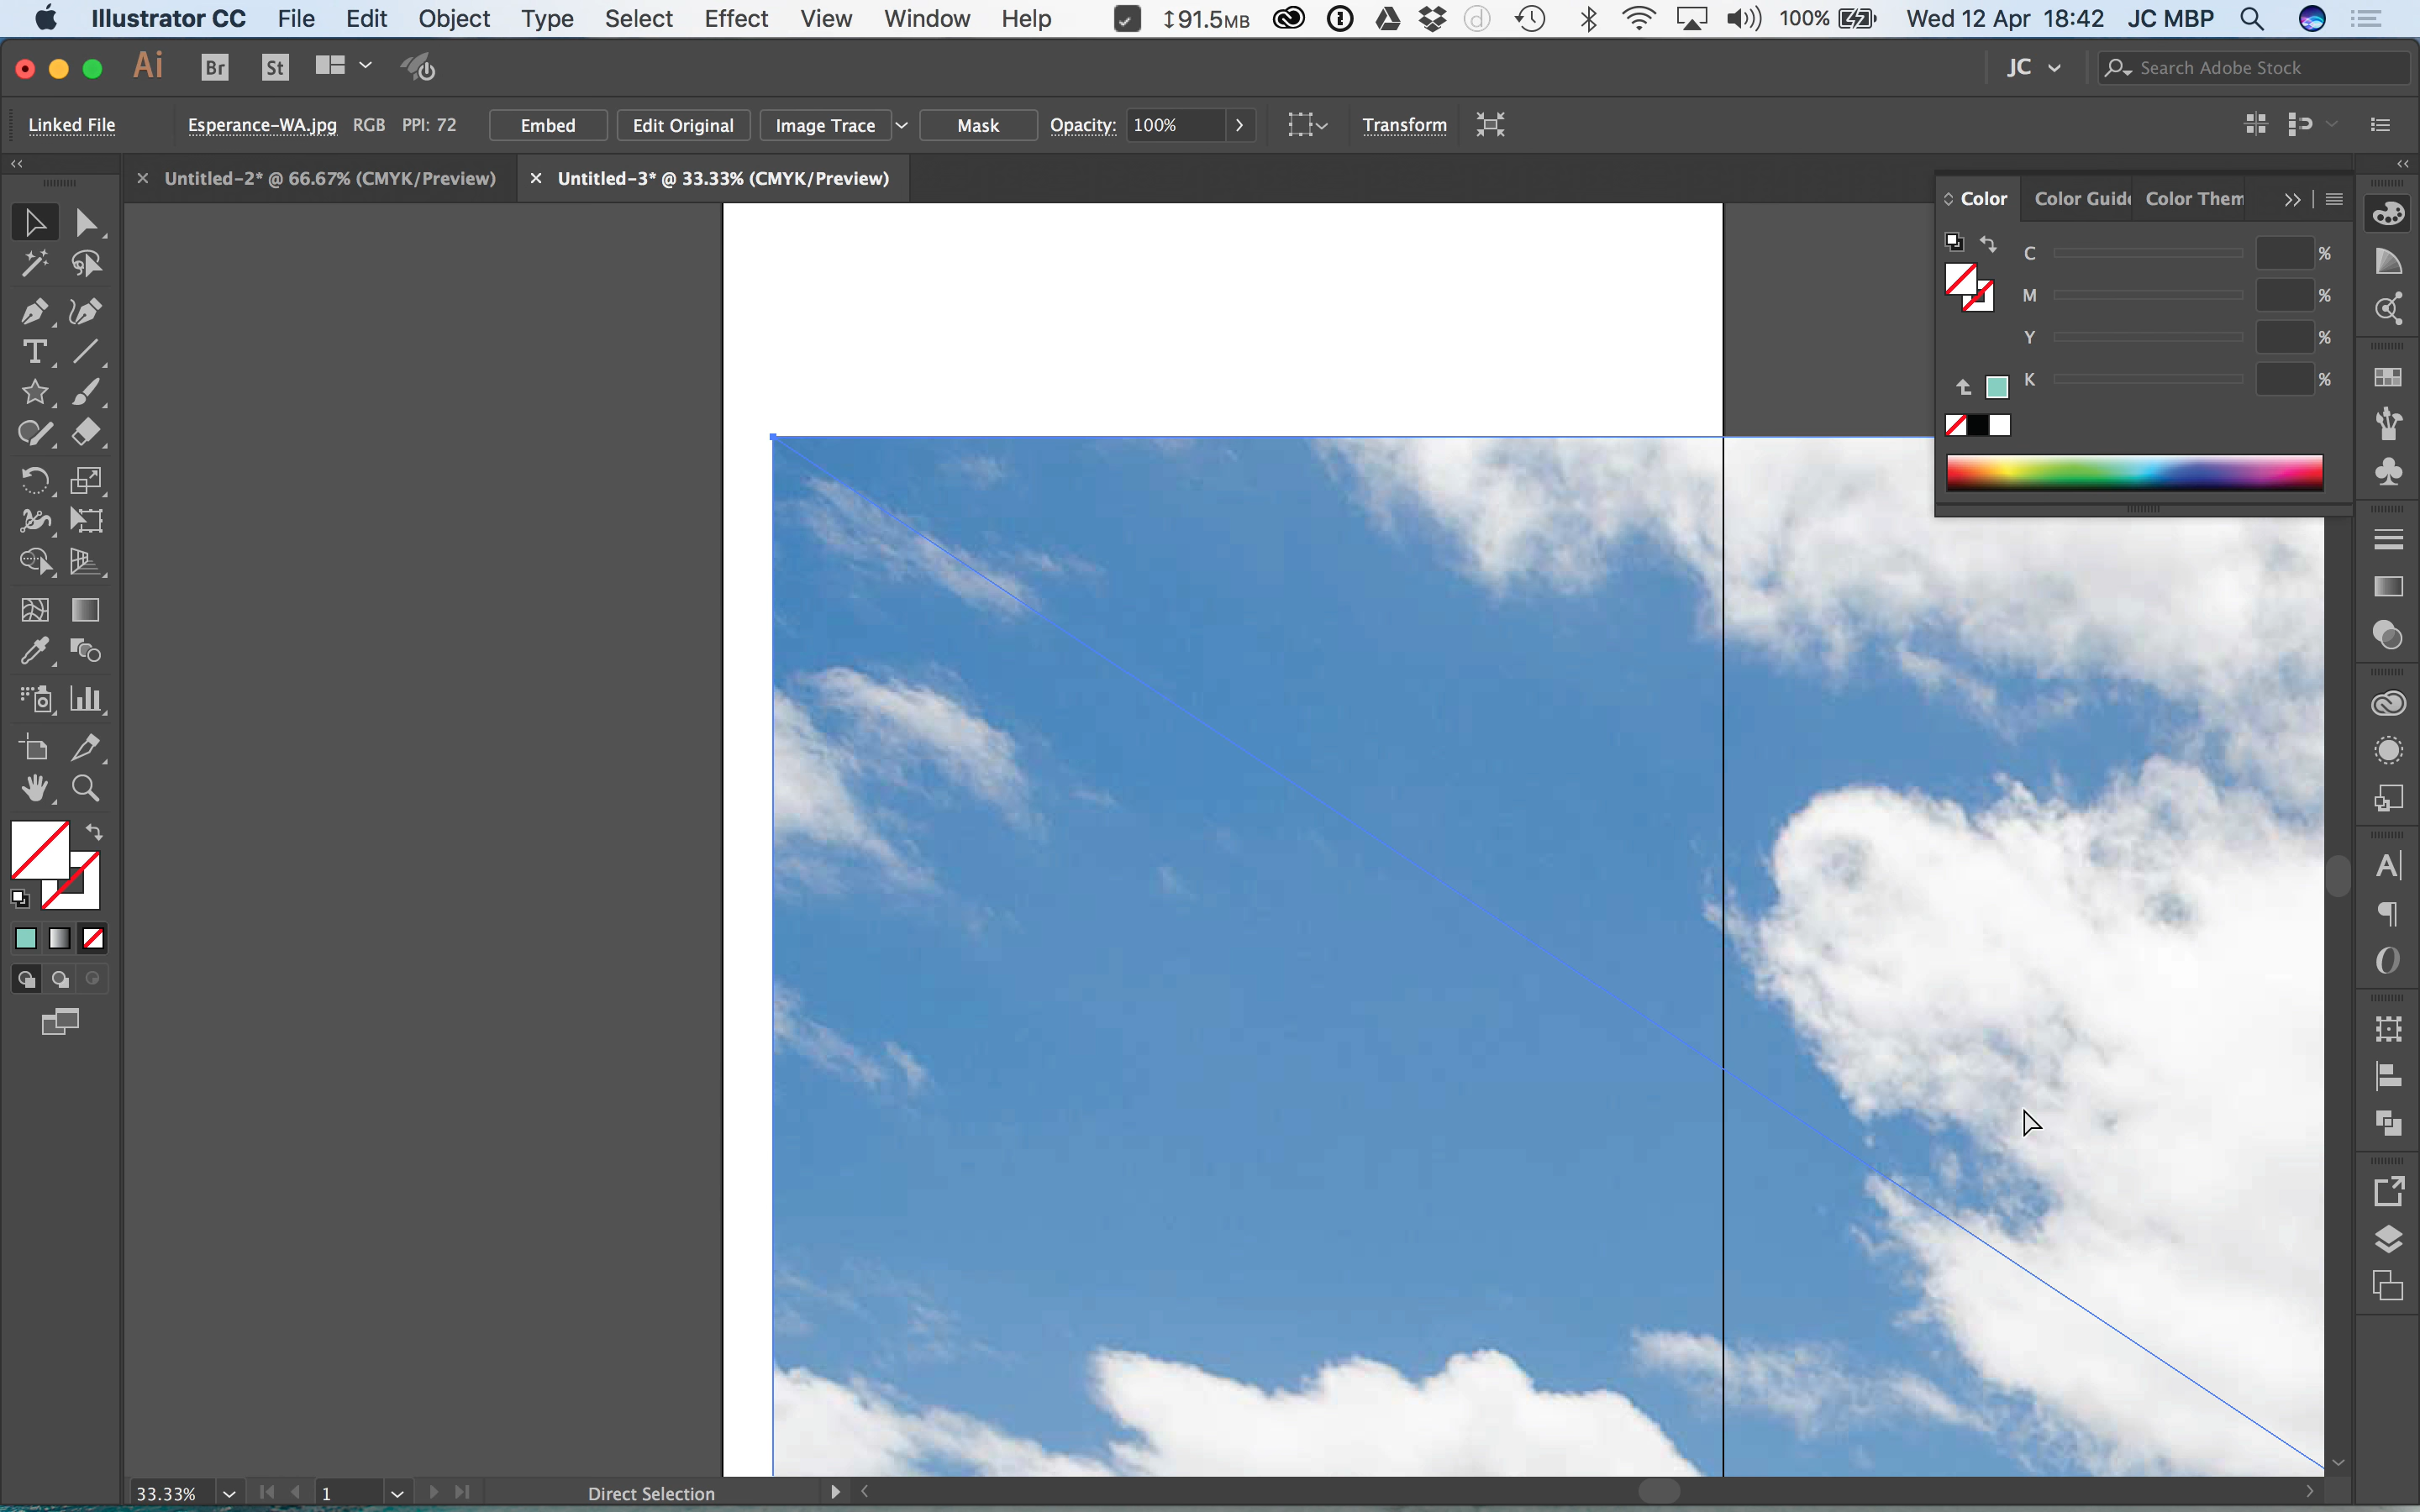 Illustrator CC File Edit Object Type Select Effect View Window Help 91.5MB 100% Wed 12 Apr 18:42 JC MBP
Ai Br St JC Search Adobe Stock
Linked File Esperance-WA.jpg RGB PPI: 72 Embed Edit Original Image Trace Mask Opacity: 100% Transform
Untitled-2* @ 66.67% (CMYK/Preview) Untitled-3* @ 33.33% (CMYK/Preview)
Color Color Guid Color Them
C %
M %
Y %
K %
33.33% 1 Direct Selection